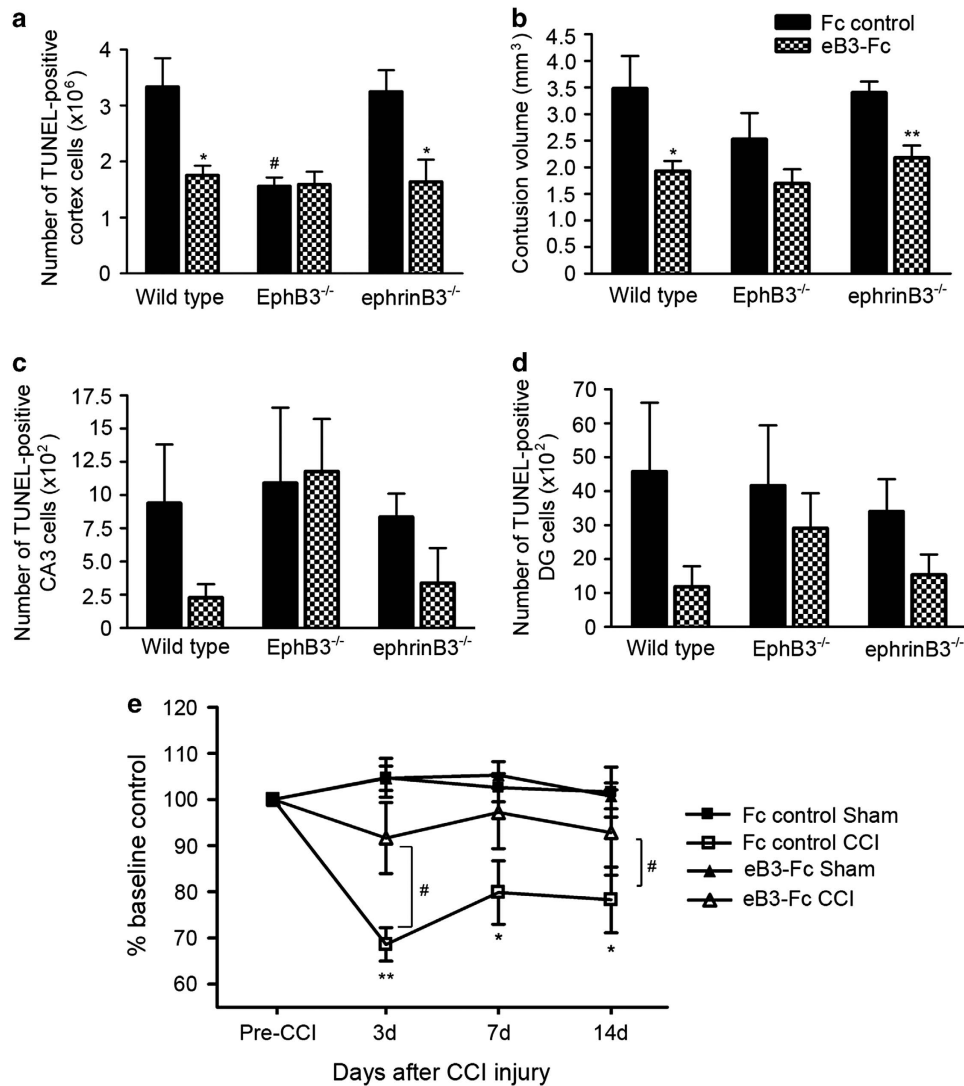 a
Number of TUNEL-positive
cortex cells (x10⁶)
4
3
2
1
0
*
#
*
Wild type
EphB3⁻/⁻
ephrinB3⁻/⁻
b
Fc control
eB3-Fc
Contusion volume (mm³)
4.5
4.0
3.5
3.0
2.5
2.0
1.5
1.0
0.5
0
*
**
Wild type
EphB3⁻/⁻
ephrinB3⁻/⁻
c
Number of TUNEL-positive
CA3 cells (x10²)
17.5
15
12.5
10
7.5
5.0
2.5
0
Wild type
EphB3⁻/⁻
ephrinB3⁻/⁻
d
Number of TUNEL-positive
DG cells (x10²)
70
60
50
40
30
20
10
0
Wild type
EphB3⁻/⁻
ephrinB3⁻/⁻
e
% baseline control
120
110
100
90
80
70
60
#
#
**
*
*
Pre-CCI
3d
7d
14d
Days after CCI injury
Fc control Sham
Fc control CCI
eB3-Fc Sham
eB3-Fc CCI